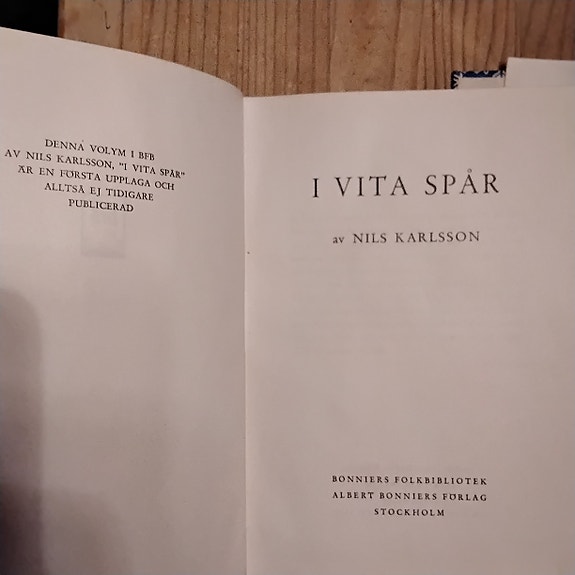 DENNA VOLYM I BFB
AV NILS KARLSSON, "I VITA SPÅR"
ÄR EN FÖRSTA UPPLAGA OCH
ALLTSÅ EJ TIDIGARE
PUBLICERAD
I VITA SPÅR
av NILS KARLSSON
BONNIERS FOLKBIBLIOTEK
ALBERT BONNIERS FÖRLAG
STOCKHOLM